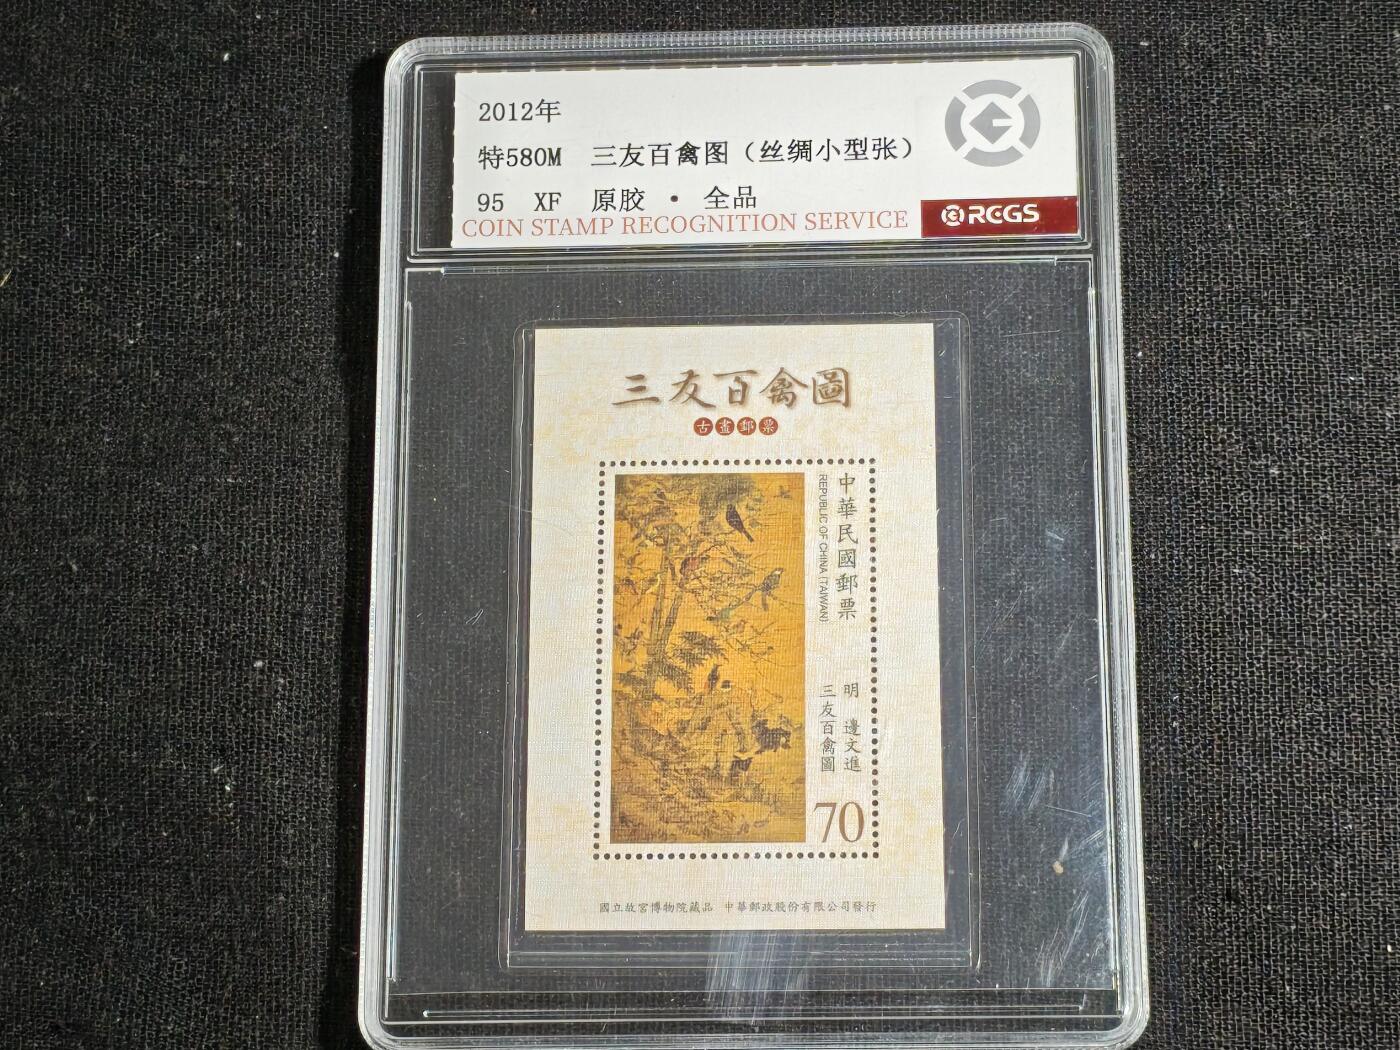 2012年
特580M 三友百禽图（丝绸小型张）
95 XF 原胶 · 全品
COIN STAMP RECOGNITION SERVICE
RCGS
三友百禽圖
古畫郵票
中華民國郵票
REPUBLIC OF CHINA (TAIWAN)
明 邊文進
三友百禽圖
70
國立故宮博物院藏品 中華郵政股份有限公司發行